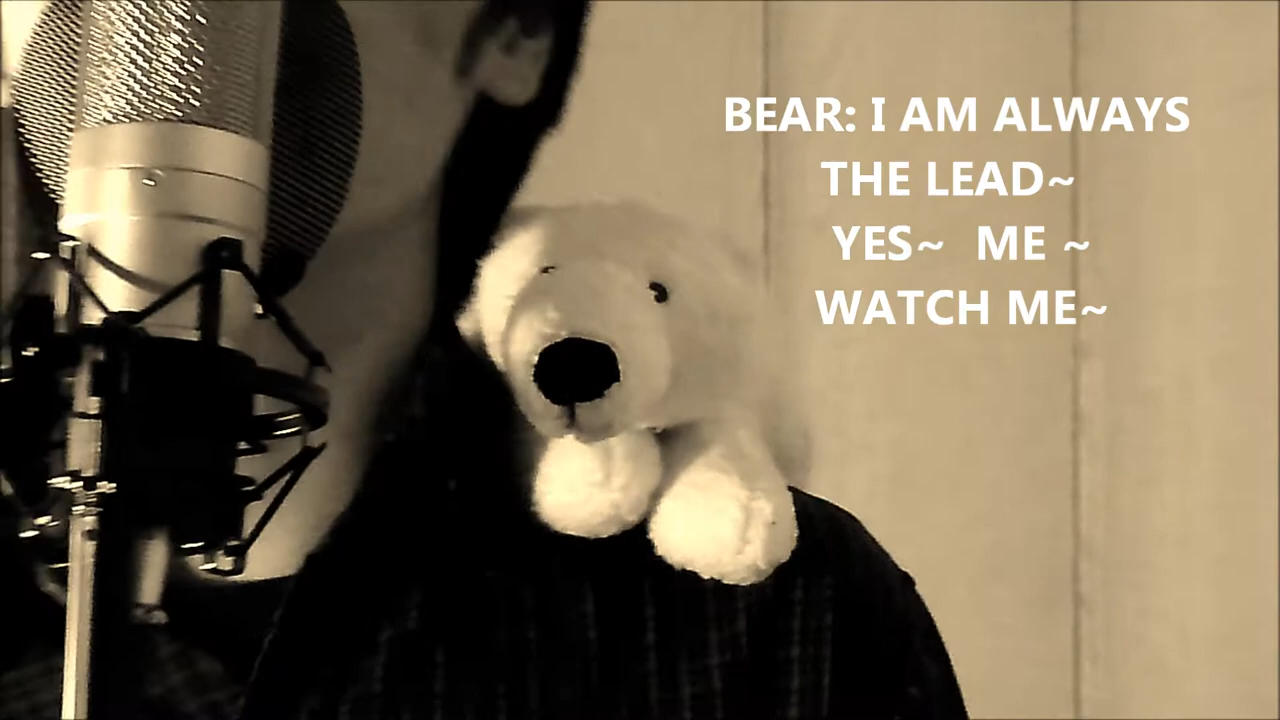 BEAR: I AM ALWAYS
THE LEAD~
YES~  ME ~
WATCH ME~